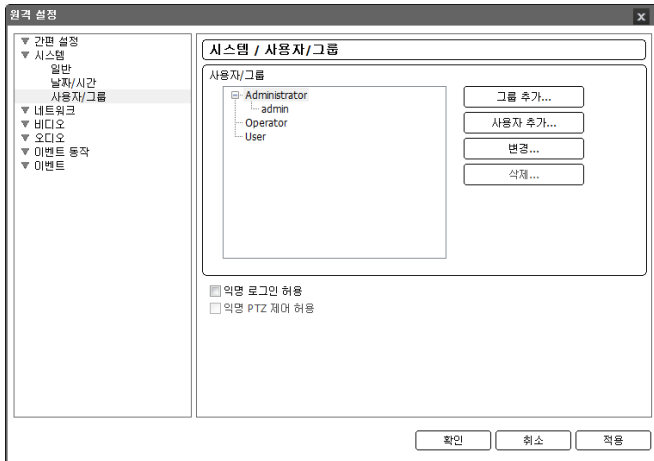 원격 설정
x
간편 설정
시스템
일반
날짜/시간
사용자/그룹
네트워크
비디오
오디오
이벤트 동작
이벤트
시스템 / 사용자/그룹
사용자/그룹
Administrator
admin
Operator
User
그룹 추가...
사용자 추가...
변경...
삭제...
익명 로그인 허용
익명 PTZ 제어 허용
확인
취소
적용